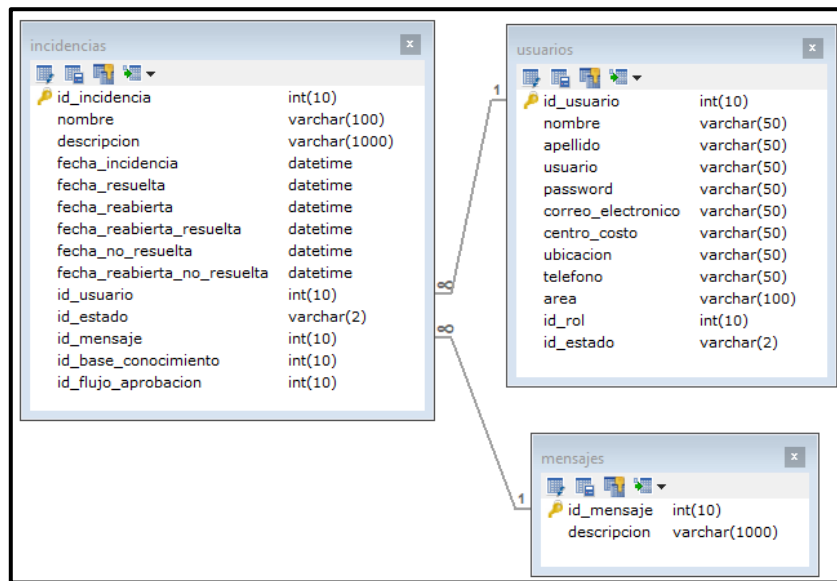 incidencias
id_incidencia int(10)
nombre varchar(100)
descripcion varchar(1000)
fecha_incidencia datetime
fecha_resuelta datetime
fecha_reabierta datetime
fecha_reabierta_resuelta datetime
fecha_no_resuelta datetime
fecha_reabierta_no_resuelta datetime
id_usuario int(10)
id_estado varchar(2)
id_mensaje int(10)
id_base_conocimiento int(10)
id_flujo_aprobacion int(10)
∞
∞
1
usuarios
id_usuario int(10)
nombre varchar(50)
apellido varchar(50)
usuario varchar(50)
password varchar(50)
correo_electronico varchar(50)
centro_costo varchar(50)
ubicacion varchar(50)
telefono varchar(50)
area varchar(100)
id_rol int(10)
id_estado varchar(2)
1
mensajes
id_mensaje int(10)
descripcion varchar(1000)